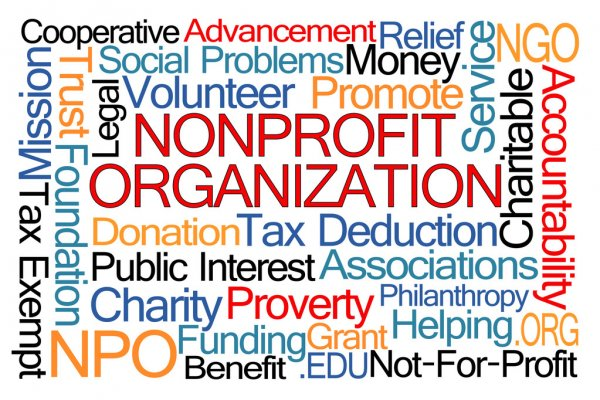 Cooperative
Advancement
Relief
NGO
Social Problems
Money
Service
Mission
Trust
Legal
Volunteer
Promote
Charitable
Accountability
NONPROFIT
ORGANIZATION
Foundation
Tax Exempt
Donation
Tax Deduction
Public Interest
Associations
Charity
Proverty
Philanthropy
NPO
Funding
Grant
Helping
.ORG
Benefit
.EDU
Not-For-Profit